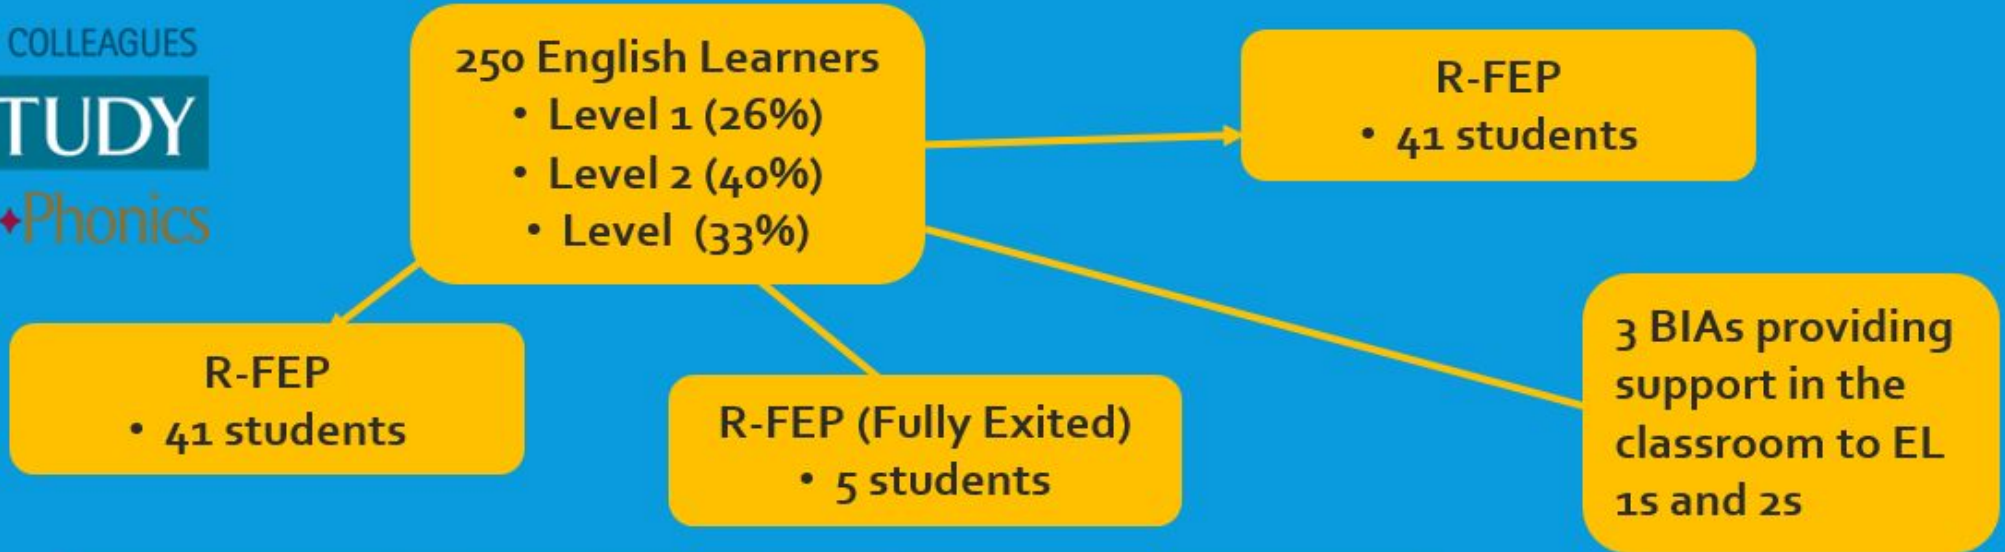 COLLEAGUES
TUDY
Phonics
250 English Learners
• Level 1 (26%)
• Level 2 (40%)
• Level (33%)
R-FEP
• 41 students
R-FEP
• 41 students
R-FEP (Fully Exited)
• 5 students
3 BIAs providing
support in the
classroom to EL
1s and 2s